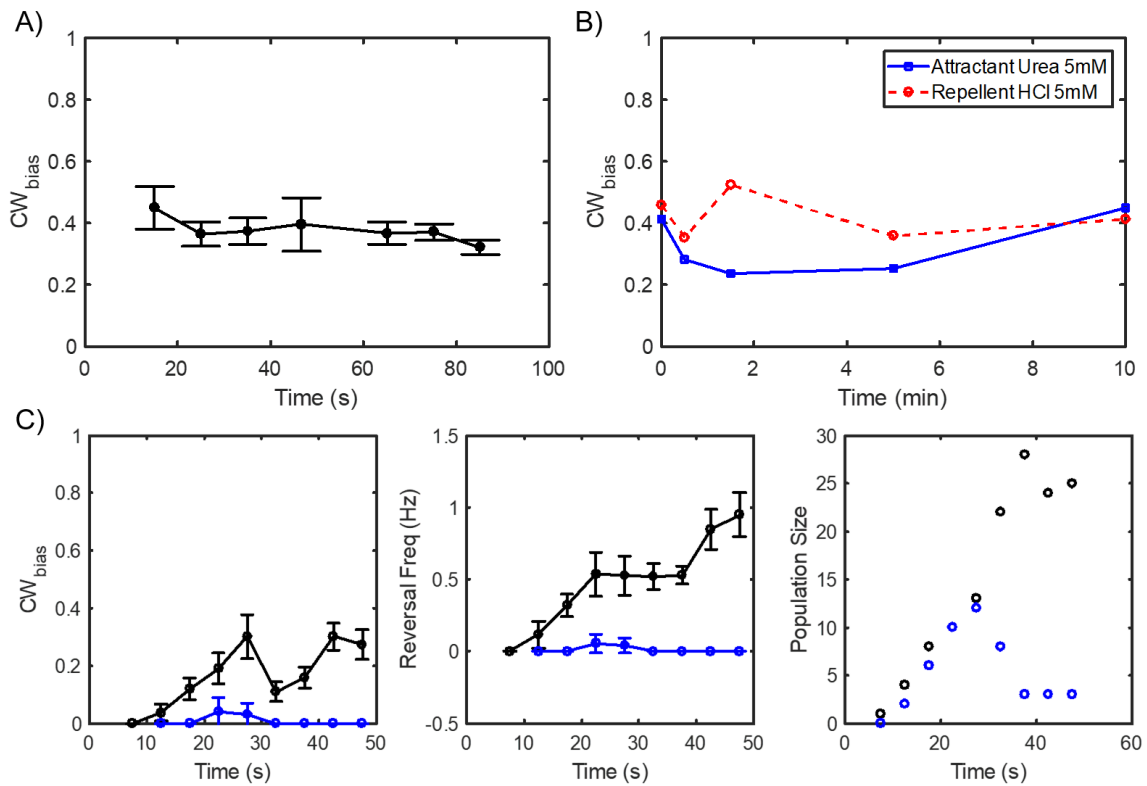 A)
1
0.8
0.6
0.4
0.2
0
CW_bias
0 20 40 60 80 100
Time (s)
B)
1
0.8
0.6
0.4
0.2
0
CW_bias
Attractant Urea 5mM
Repellent HCl 5mM
0 2 4 6 8 10
Time (min)
C)
1
0.8
0.6
0.4
0.2
0
CW_bias
0 10 20 30 40 50
Time (s)
1.5
1
0.5
0
-0.5
Reversal Freq (Hz)
0 10 20 30 40 50
Time (s)
30
25
20
15
10
5
0
Population Size
0 20 40 60
Time (s)